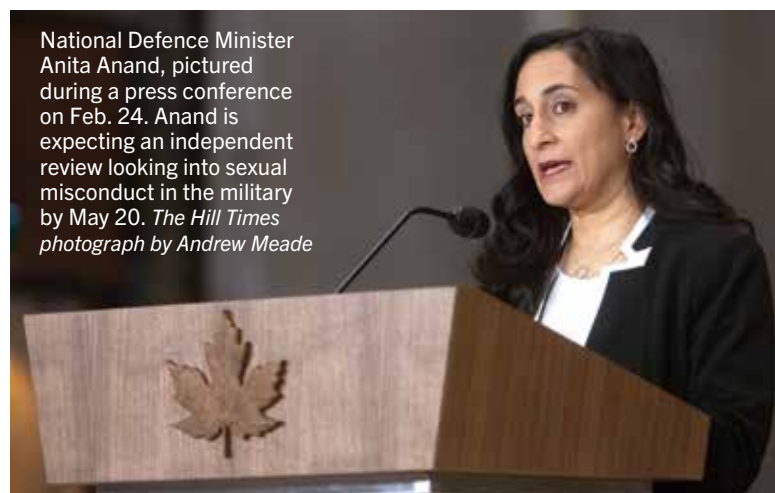 National Defence Minister
Anita Anand, pictured
during a press conference
on Feb. 24. Anand is
expecting an independent
review looking into sexual
misconduct in the military
by May 20. The Hill Times
photograph by Andrew Meade